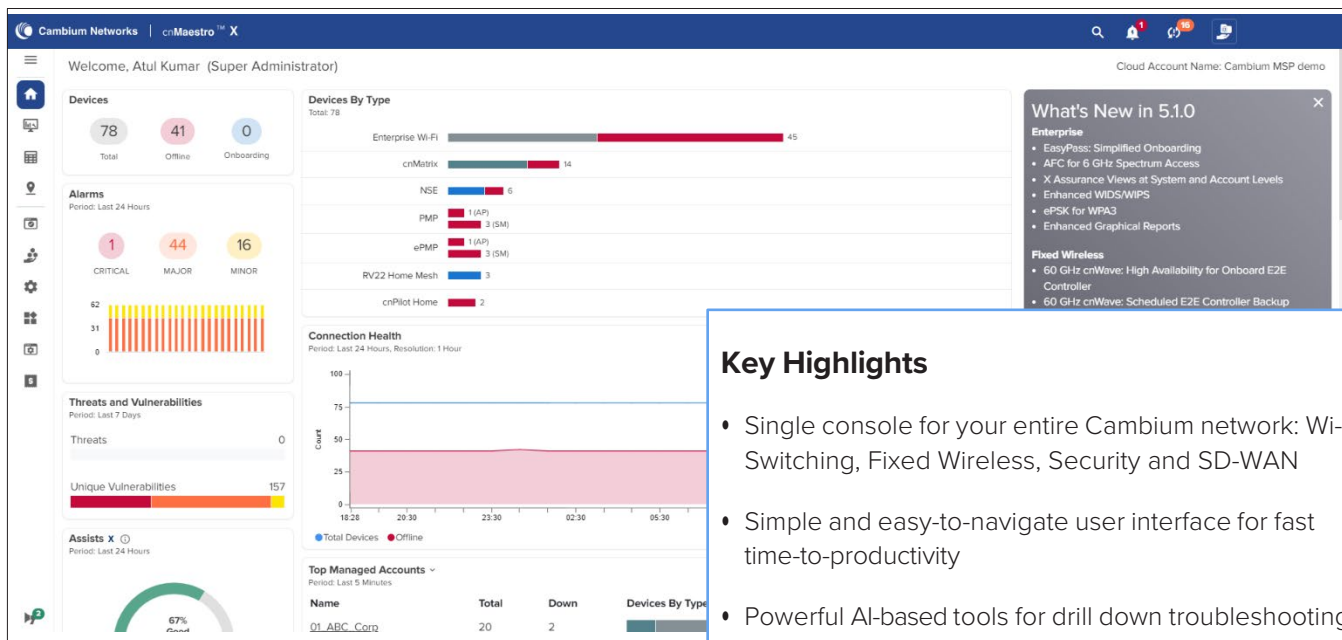 Cambium Networks | cnMaestro™ X
1
16
Welcome, Atul Kumar (Super Administrator)
Cloud Account Name: Cambium MSP demo
Devices
78
41
0
Total
Offline
Onboarding
Alarms
Period: Last 24 Hours
1
44
16
CRITICAL
MAJOR
MINOR
62
31
0
Threats and Vulnerabilities
Period: Last 7 Days
Threats 0
Unique Vulnerabilities 157
Assists X
Period: Last 24 Hours
67%
Good
2
Devices By Type
Total: 78
Enterprise Wi-Fi 45
cnMatrix 14
NSE 6
PMP 1 (AP)
3 (SM)
ePMP 1 (AP)
3 (SM)
RV22 Home Mesh 3
cnPilot Home 2
Connection Health
Period: Last 24 Hours, Resolution: 1 Hour
100
75
50
25
0
Count
18:28 20:30 23:30 02:30 05:30
Total Devices Offline
Top Managed Accounts
Period: Last 5 Minutes
Name Total Down Devices By Type
01_ABC_Corp 20 2
What's New in 5.1.0
Enterprise
• EasyPass: Simplified Onboarding
• AFC for 6 GHz Spectrum Access
• X Assurance Views at System and Account Levels
• Enhanced WIDS/WIPS
• ePSK for WPA3
• Enhanced Graphical Reports
Fixed Wireless
• 60 GHz cnWave: High Availability for Onboard E2E
Controller
• 60 GHz cnWave: Scheduled E2E Controller Backup
Key Highlights
• Single console for your entire Cambium network: Wi-
Switching, Fixed Wireless, Security and SD-WAN
• Simple and easy-to-navigate user interface for fast
time-to-productivity
• Powerful AI-based tools for drill down troubleshooting